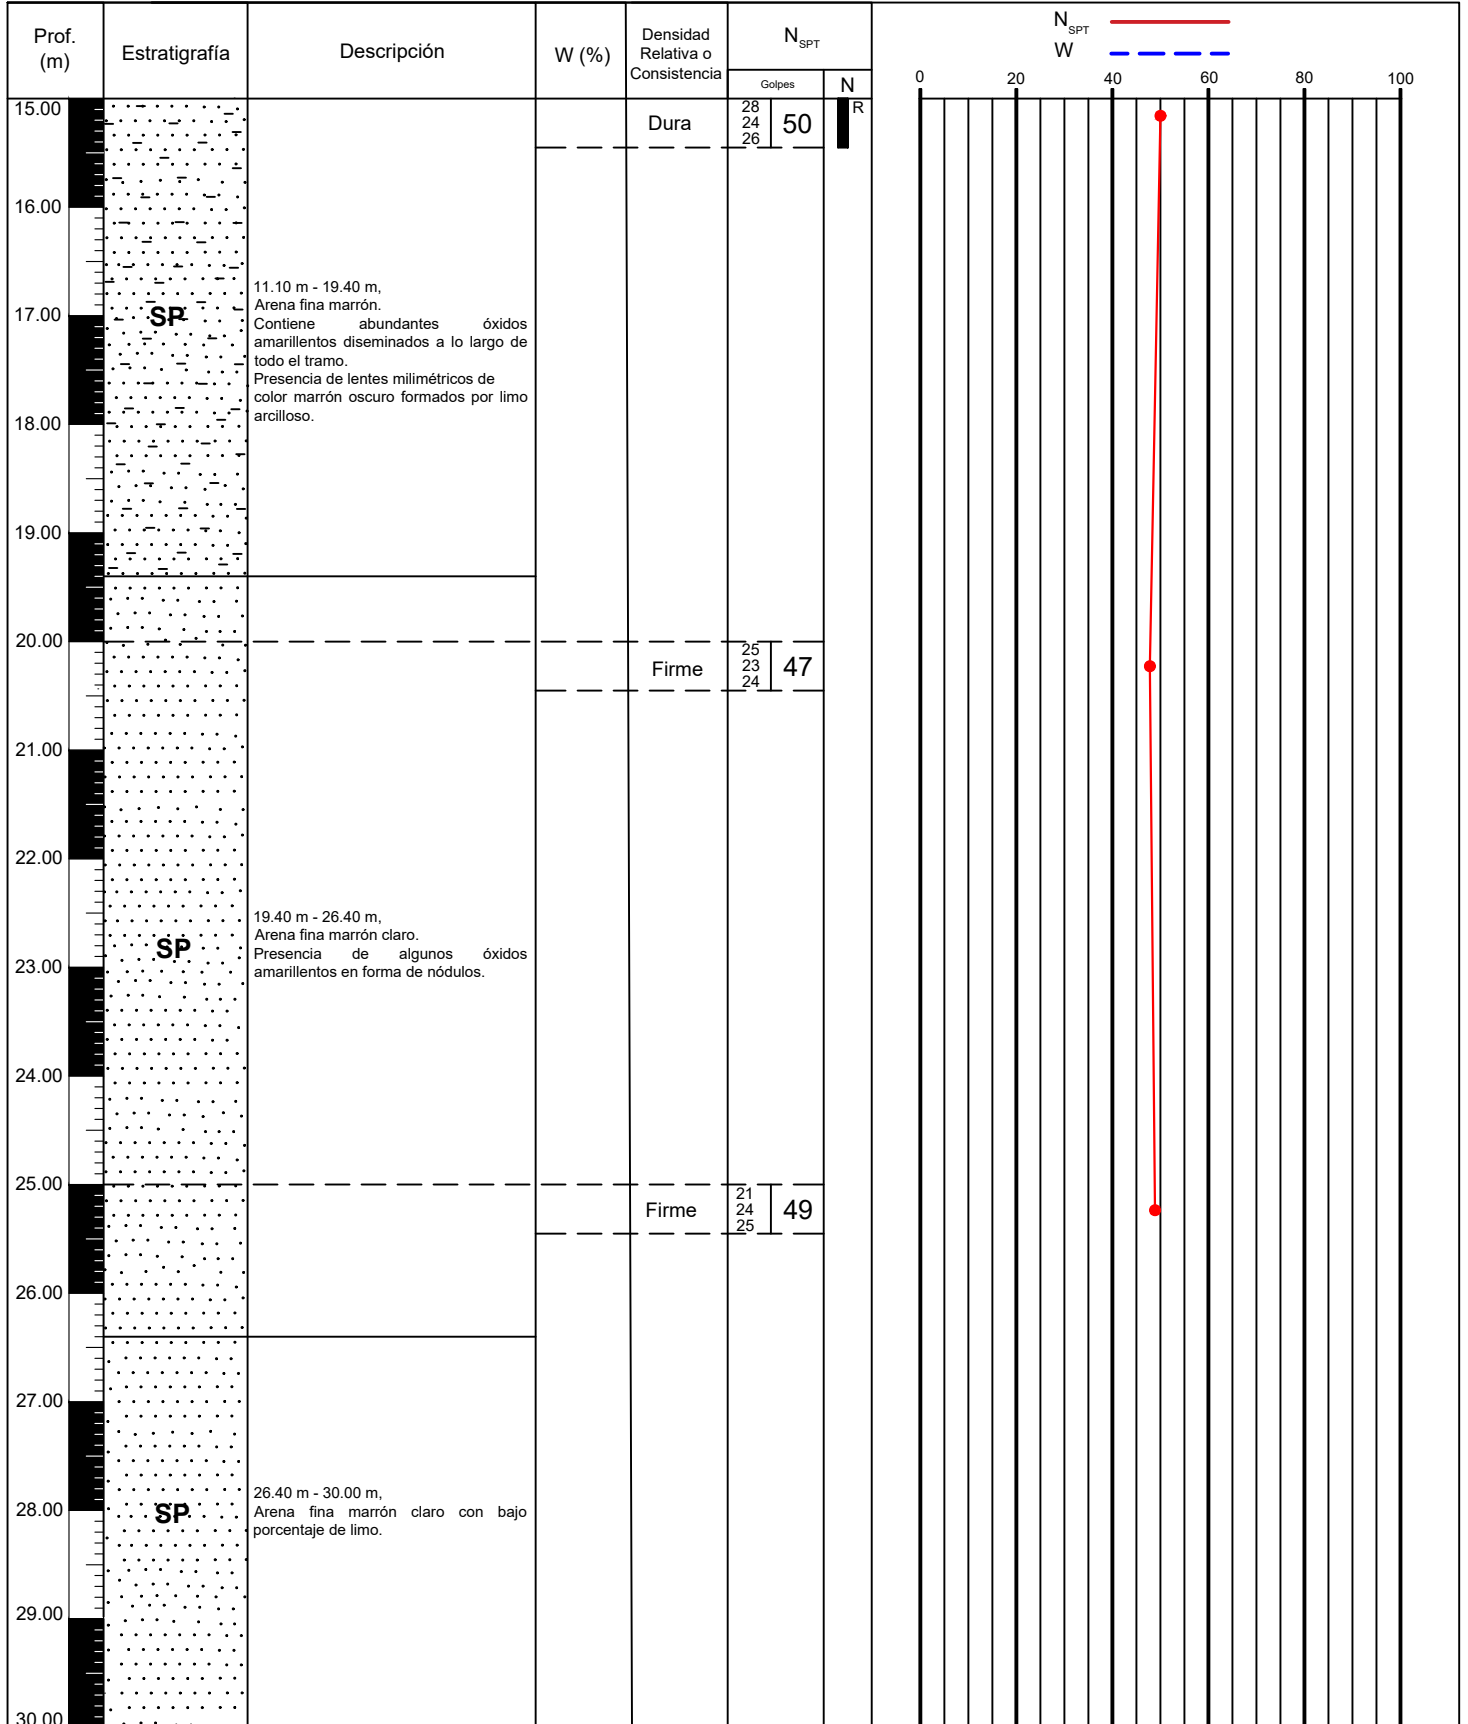 Prof.
(m)
Estratigrafía
Descripción
W (%)
Densidad
Relativa o
Consistencia
N SPT
Golpes
N
N SPT
W
0 20 40 60 80 100
15.00
Dura
28
24
26
50
R
16.00
11.10 m - 19.40 m,
Arena fina marrón.
Contiene abundantes óxidos
amarillentos diseminados a lo largo de
todo el tramo.
Presencia de lentes milimétricos de
color marrón oscuro formados por limo
arcilloso.
SP
17.00
18.00
19.00
20.00
Firme
25
23
24
47
21.00
22.00
19.40 m - 26.40 m,
Arena fina marrón claro.
Presencia de algunos óxidos
amarillentos en forma de nódulos.
SP
23.00
24.00
25.00
Firme
21
24
25
49
26.00
27.00
26.40 m - 30.00 m,
Arena fina marrón claro con bajo
porcentaje de limo.
SP
28.00
29.00
30.00